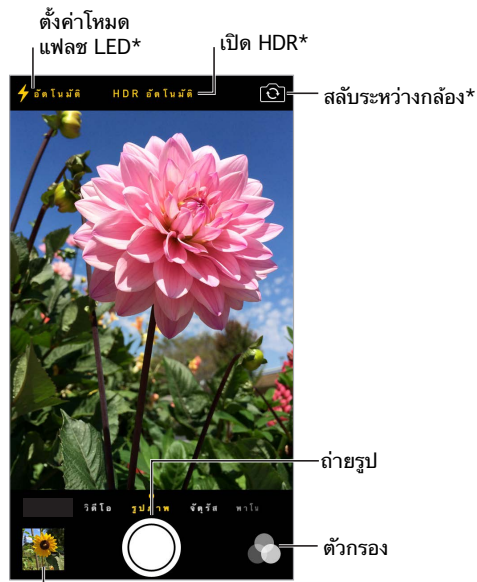 ตั้งค่าโหมด
แฟลช LED*
เปิด HDR*
อัตโนมัติ
HDR อัตโนมัติ
สลับระหว่างกล้อง*
ถ่ายรูป
วิดีโอ
รูปภาพ
จัตุรัส
พาโน
ตัวกรอง